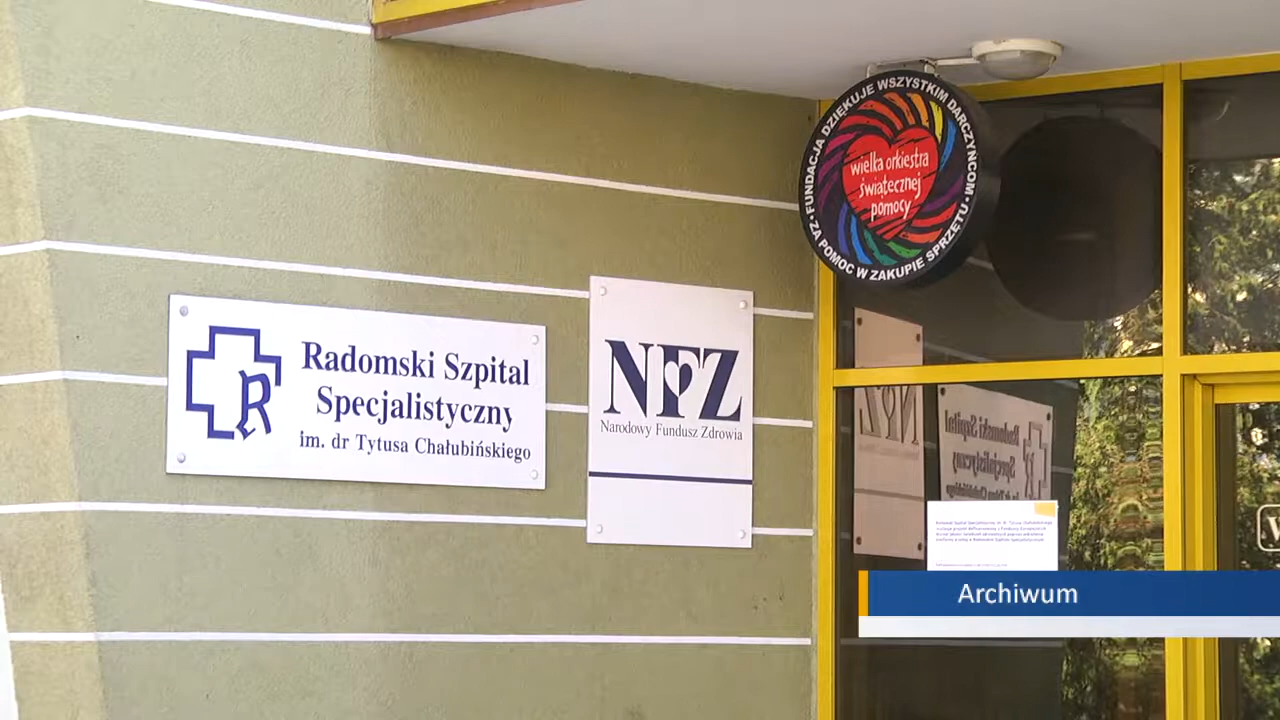 FUNDACJA DZIĘKUJE WSZYSTKIM DARCZYŃCOM
ZA POMOC W ZAKUPIE SPRZĘTU
wielka orkiestra
świątecznej
pomocy
R
Radomski Szpital
Specjalistyczny
im. dr Tytusa Chałubińskiego
NFZ
Narodowy Fundusz Zdrowia
Archiwum